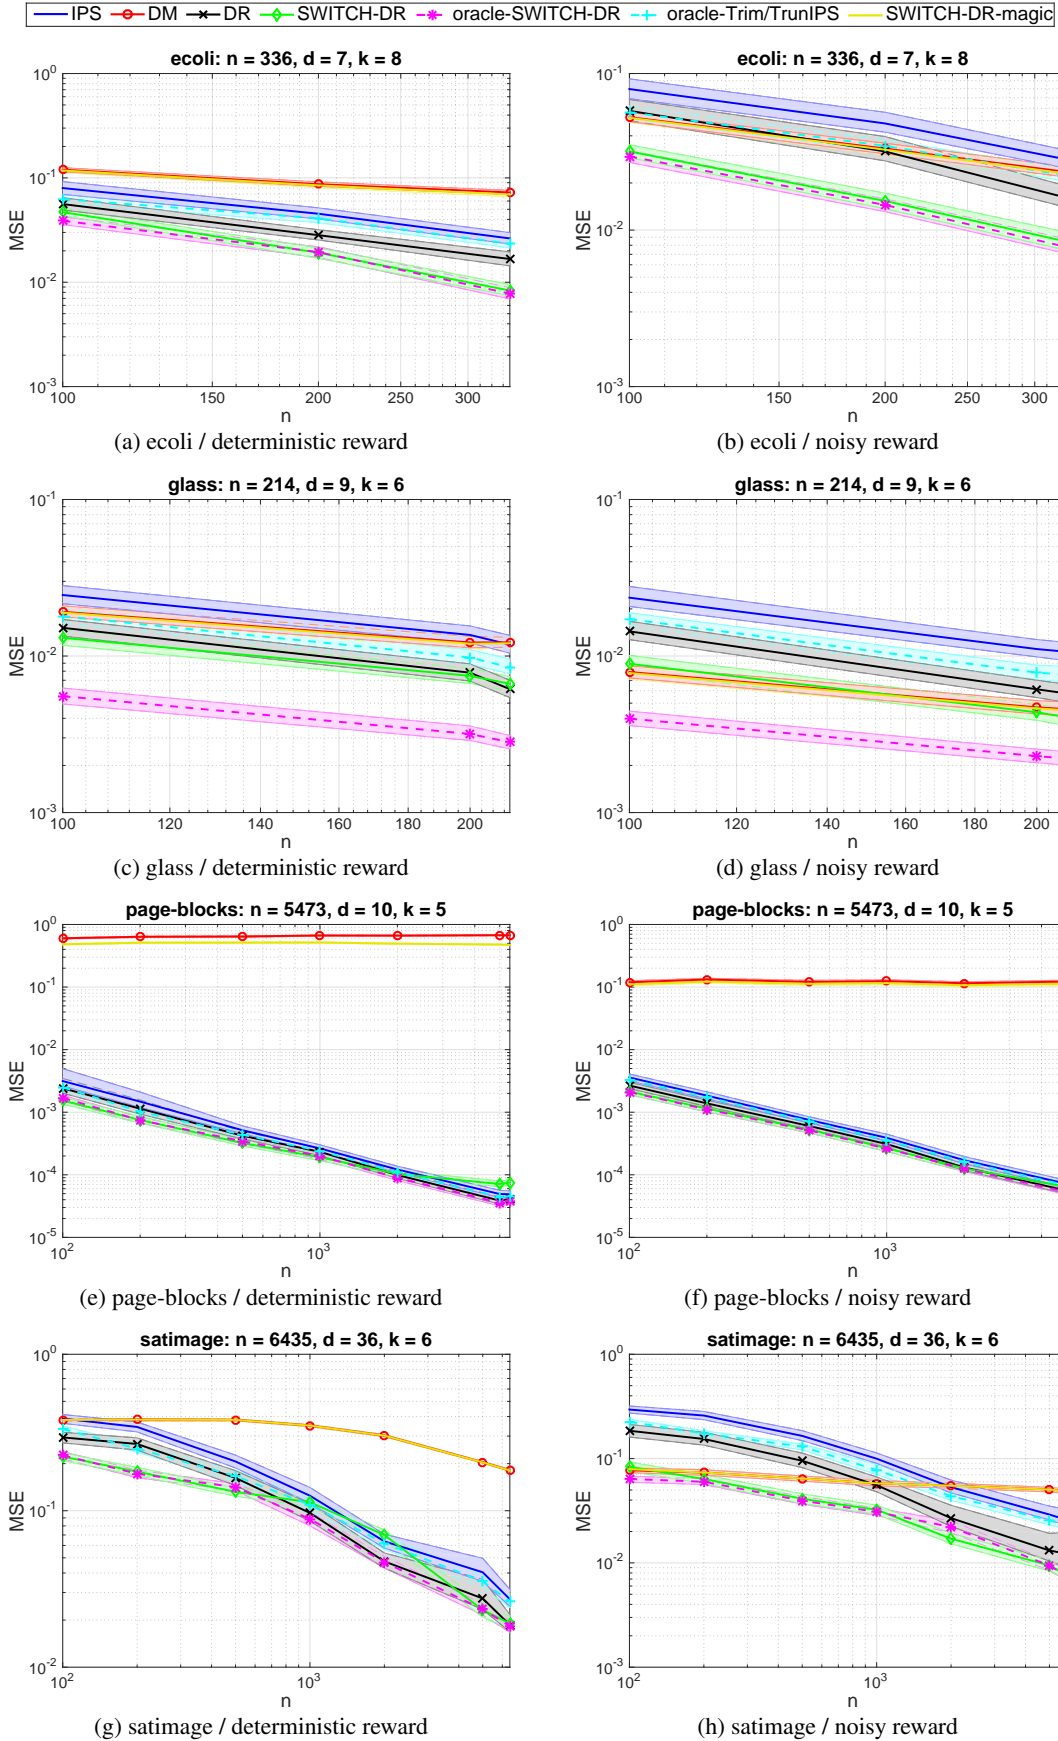 IPS DM DR SWITCH-DR oracle-SWITCH-DR oracle-Trim/TrunIPS SWITCH-DR-magic
ecoli: n = 336, d = 7, k = 8
MSE
10^0
10^-1
10^-2
10^-3
100 150 200 250 300
n
(a) ecoli / deterministic reward
ecoli: n = 336, d = 7, k = 8
MSE
10^-1
10^-2
10^-3
100 150 200 250 300
n
(b) ecoli / noisy reward
glass: n = 214, d = 9, k = 6
MSE
10^-1
10^-2
10^-3
100 120 140 160 180 200
n
(c) glass / deterministic reward
glass: n = 214, d = 9, k = 6
MSE
10^-1
10^-2
10^-3
100 120 140 160 180 200
n
(d) glass / noisy reward
page-blocks: n = 5473, d = 10, k = 5
MSE
10^0
10^-1
10^-2
10^-3
10^-4
10^-5
10^2 10^3
n
(e) page-blocks / deterministic reward
page-blocks: n = 5473, d = 10, k = 5
MSE
10^0
10^-1
10^-2
10^-3
10^-4
10^-5
10^2 10^3
n
(f) page-blocks / noisy reward
satimage: n = 6435, d = 36, k = 6
MSE
10^0
10^-1
10^-2
10^2 10^3
n
(g) satimage / deterministic reward
satimage: n = 6435, d = 36, k = 6
MSE
10^0
10^-1
10^-2
10^-3
10^2 10^3
n
(h) satimage / noisy reward